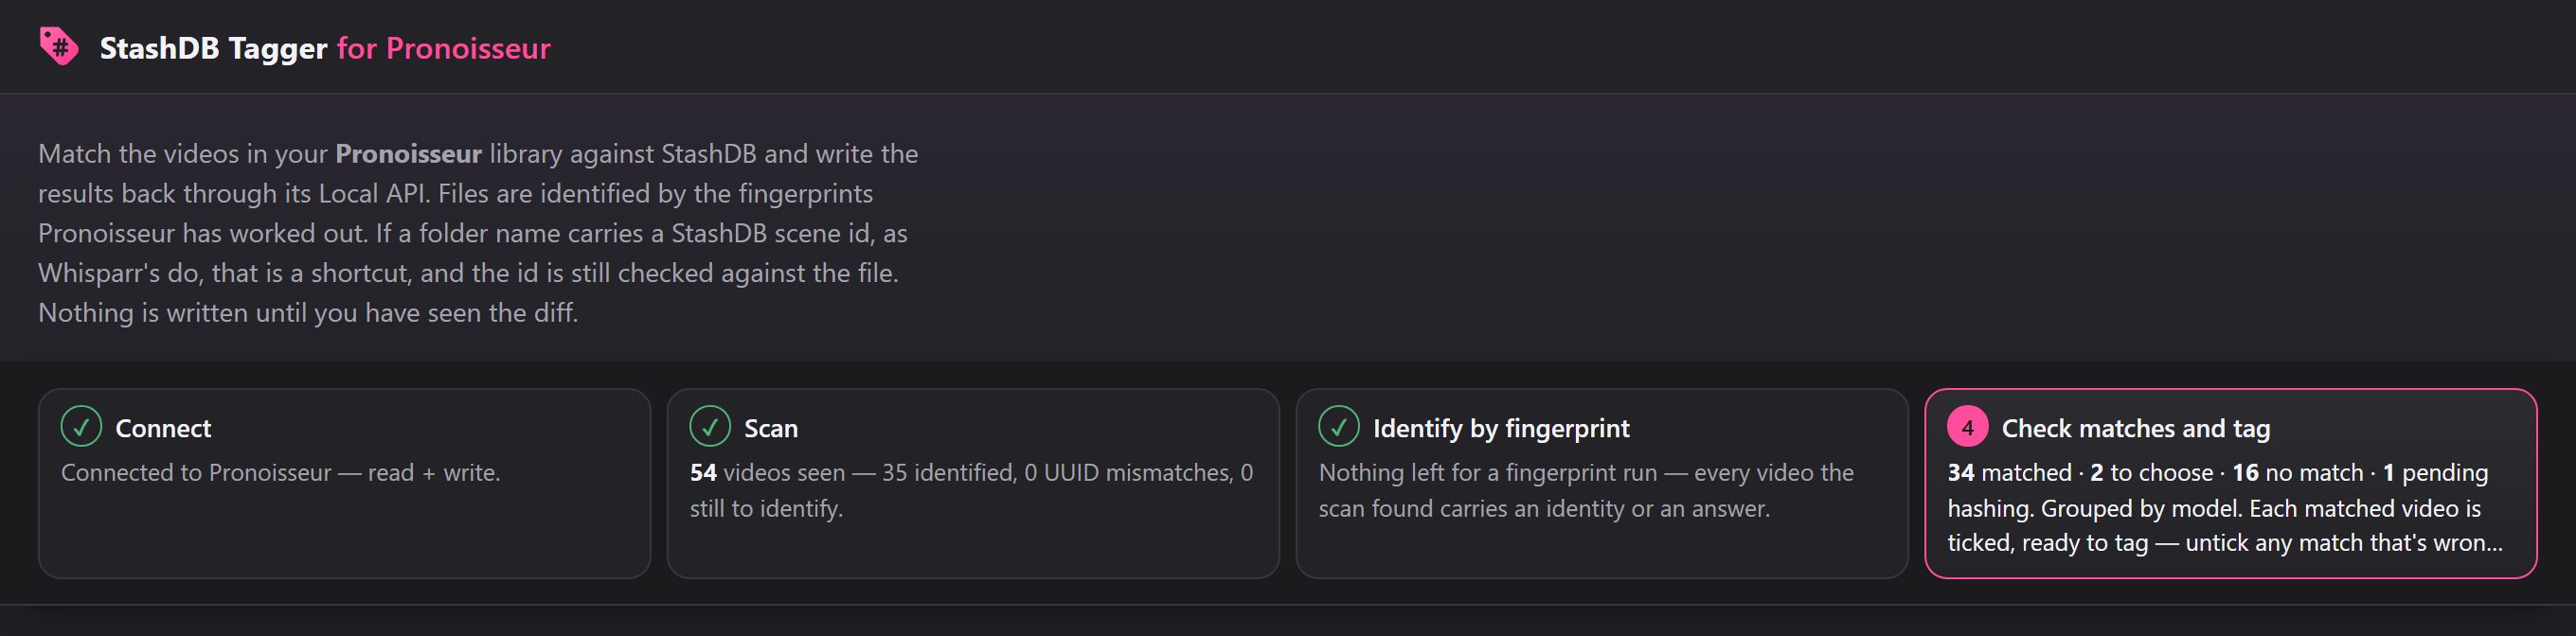 #
StashDB Tagger for Pronoisseur
Match the videos in your Pronoisseur library against StashDB and write the
results back through its Local API. Files are identified by the fingerprints
Pronoisseur has worked out. If a folder name carries a StashDB scene id, as
Whisparr's do, that is a shortcut, and the id is still checked against the file.
Nothing is written until you have seen the diff.
✓ Connect
Connected to Pronoisseur — read + write.
✓ Scan
54 videos seen — 35 identified, 0 UUID mismatches, 0
still to identify.
✓ Identify by fingerprint
Nothing left for a fingerprint run — every video the
scan found carries an identity or an answer.
4 Check matches and tag
34 matched · 2 to choose · 16 no match · 1 pending
hashing. Grouped by model. Each matched video is
ticked, ready to tag — untick any match that's wron...